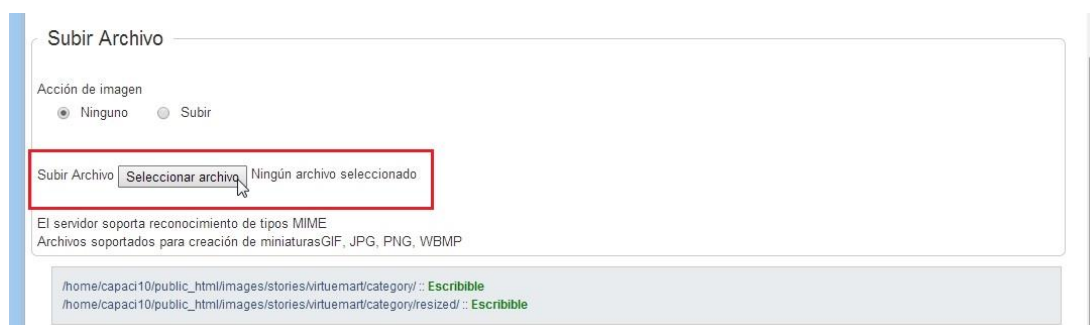 Subir Archivo
Acción de imagen
Ninguno Subir
Subir Archivo Seleccionar archivo Ningún archivo seleccionado
El servidor soporta reconocimiento de tipos MIME
Archivos soportados para creación de miniaturasGIF, JPG, PNG, WBMP
/home/capaci10/public_html/images/stories/virtuemart/category/ :: Escribible
/home/capaci10/public_html/images/stories/virtuemart/category/resized/ :: Escribible